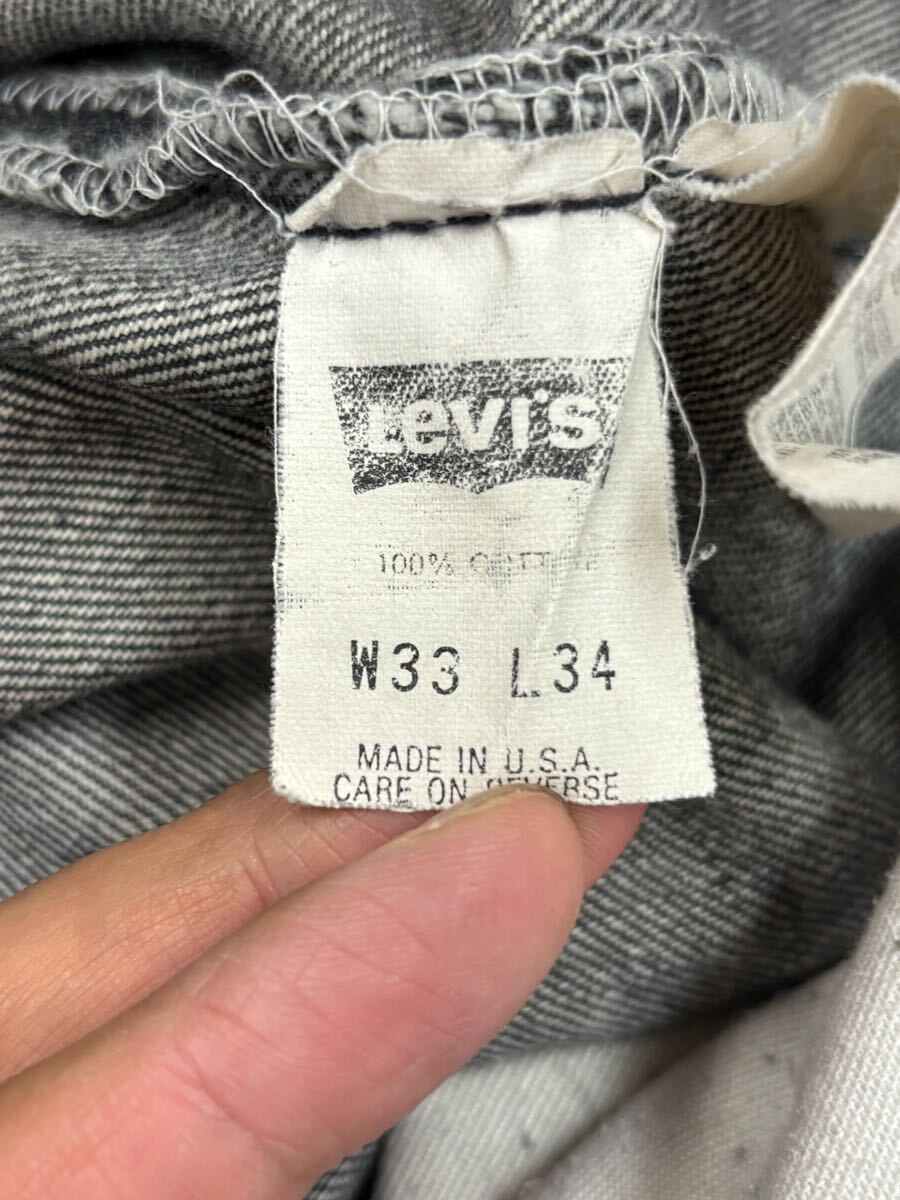 Levi's
100% COTTON
W33 L34
MADE IN U.S.A.
CARE ON REVERSE